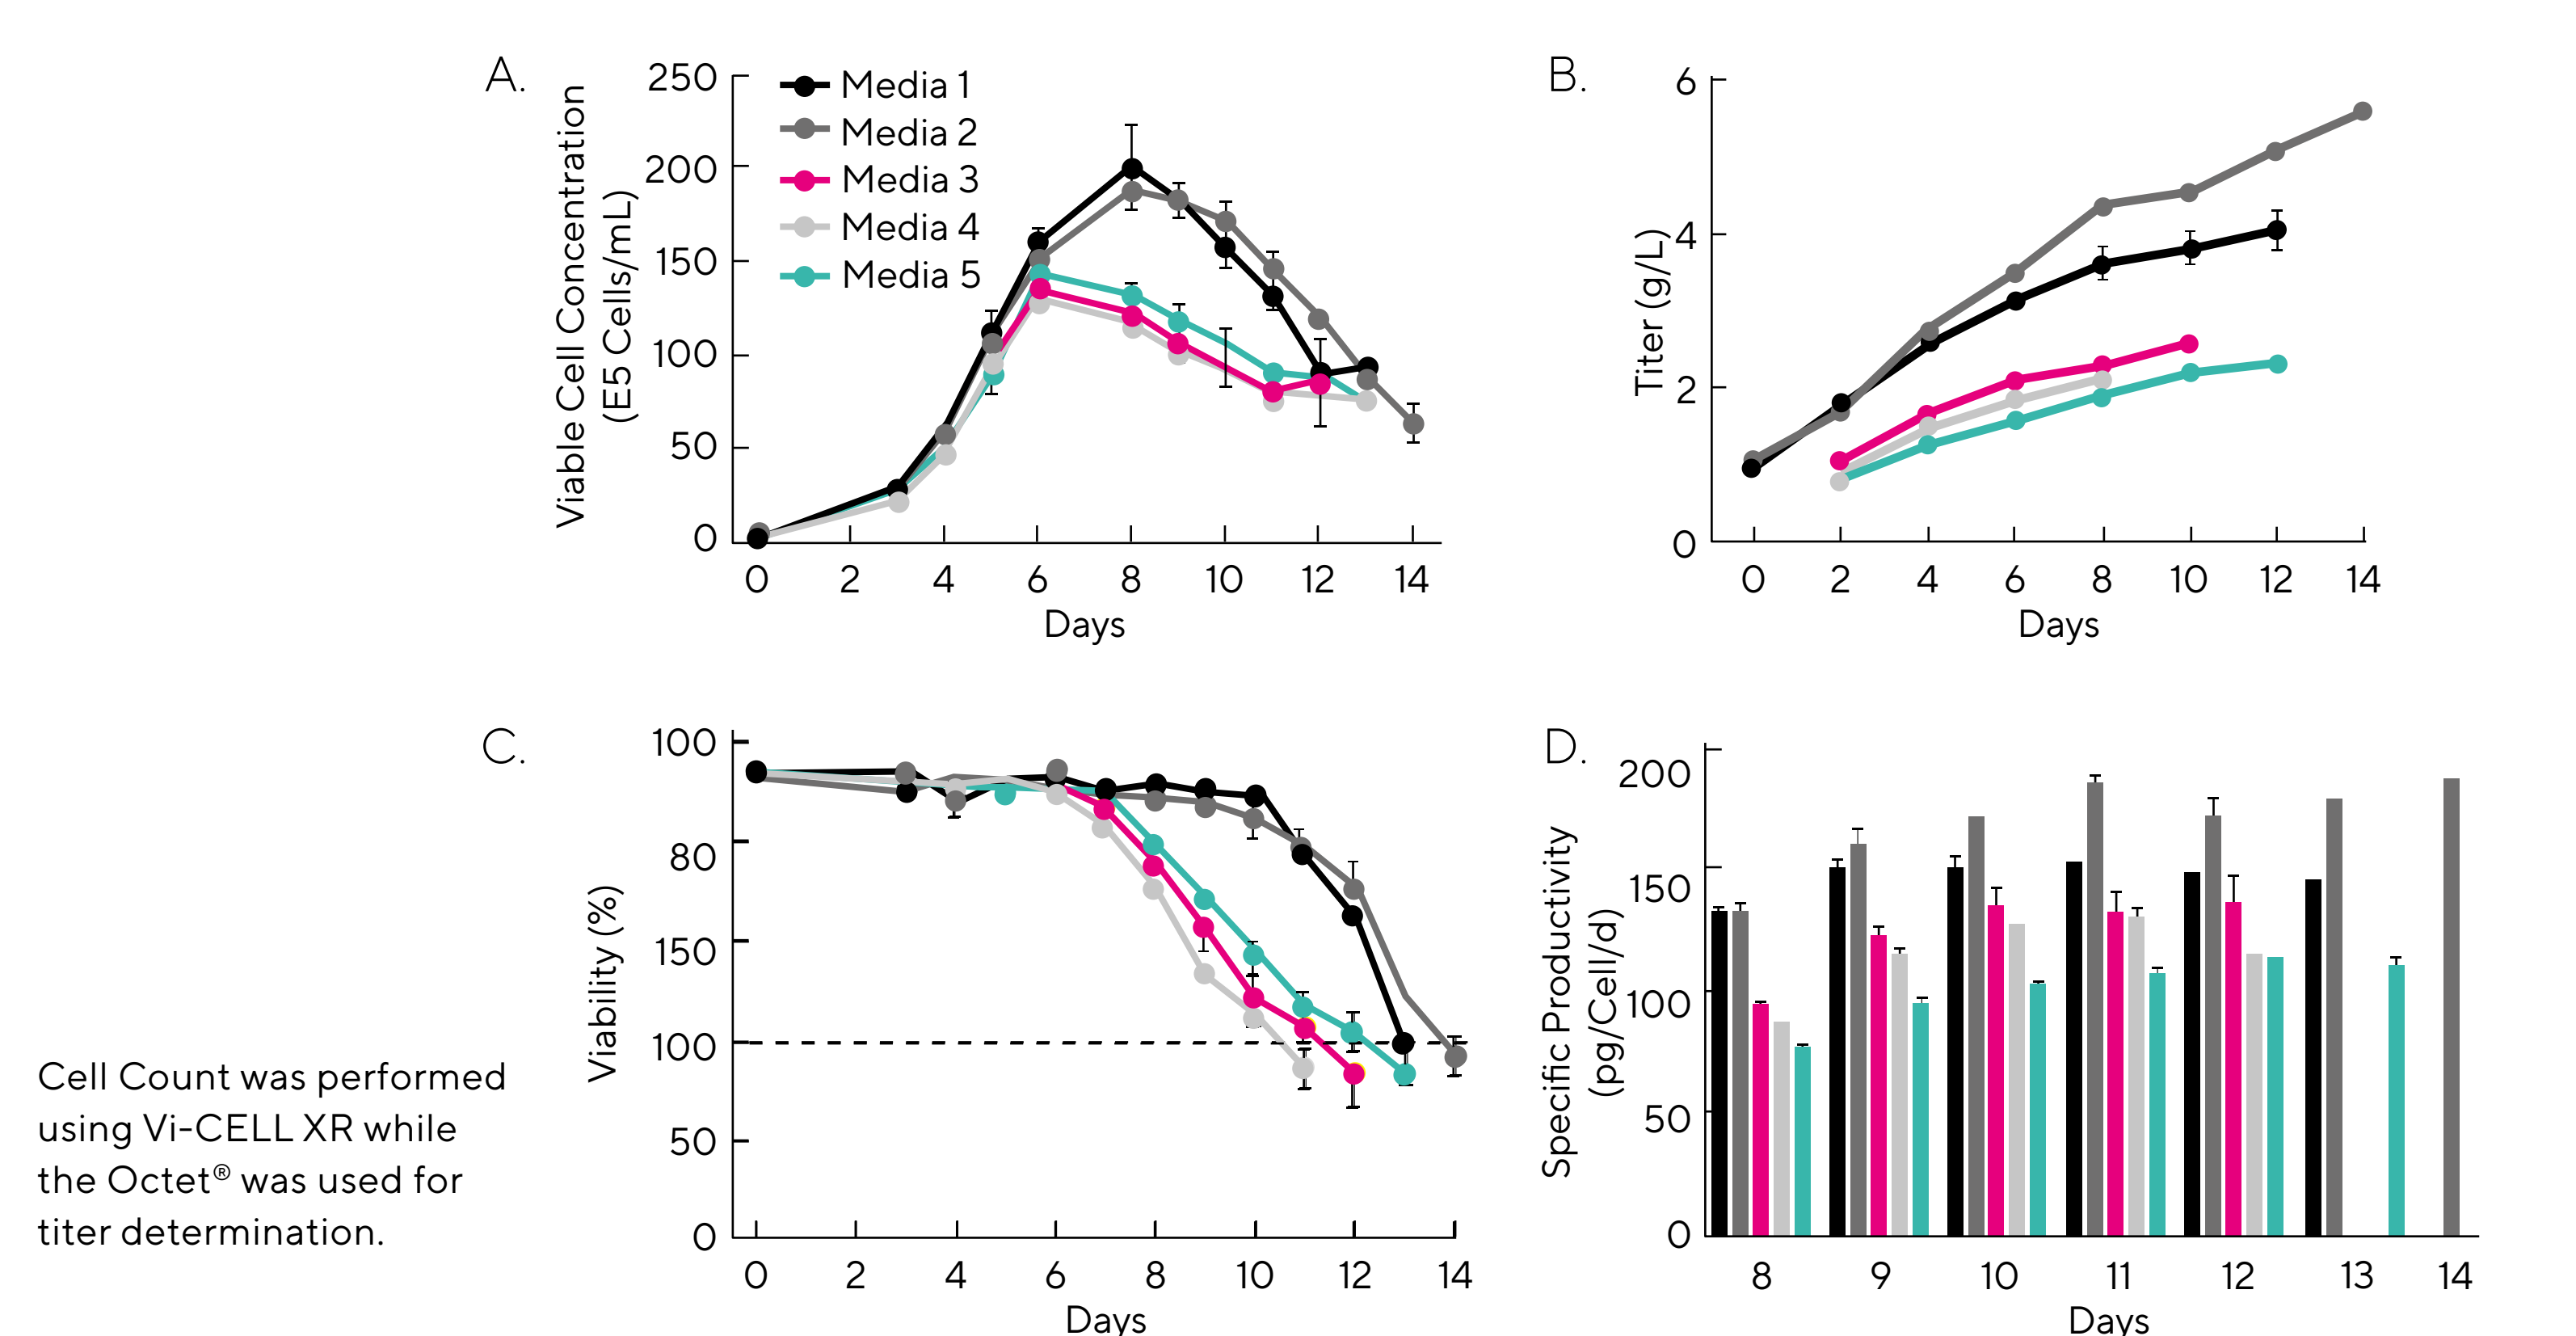 A.
Viable Cell Concentration
(E5 Cells/mL)
250
200
150
100
50
0
Media 1
Media 2
Media 3
Media 4
Media 5
0 2 4 6 8 10 12 14
Days
B.
Titer (g/L)
6
4
2
0
0 2 4 6 8 10 12 14
Days
Cell Count was performed
using Vi-CELL XR while
the Octet® was used for
titer determination.
C.
Viability (%)
100
80
150
100
50
0
0 2 4 6 8 10 12 14
Days
D.
Specific Productivity
(pg/Cell/d)
200
150
100
50
0
8 9 10 11 12 13 14
Days